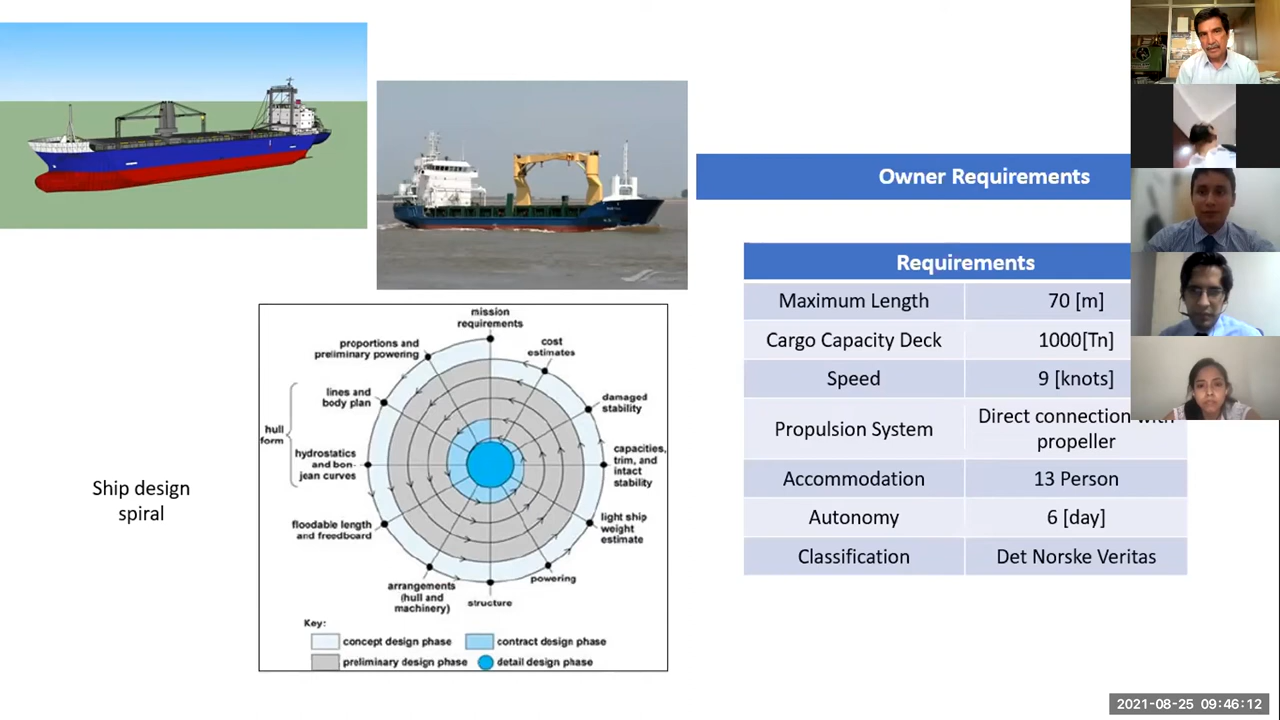 Owner Requirements
Requirements
Maximum Length 70 [m]
Cargo Capacity Deck 1000[Tn]
Speed 9 [knots]
Propulsion System Direct connection with
propeller
Accommodation 13 Person
Autonomy 6 [day]
Classification Det Norske Veritas
Ship design
spiral
mission
requirements
cost
estimates
damaged
stability
capacities,
trim, and
intact
stability
light ship
weight
estimate
powering
structure
arrangements
(hull and
machinery)
floodable length
and freedboard
hydrostatics
and bon-
jean curves
hull
form
lines and
body plan
proportions and
preliminary powering
Key:
concept design phase
contract design phase
preliminary design phase
detail design phase
2021-08-25 09:46:12